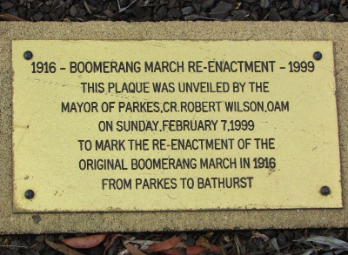 1916 - BOOMERANG MARCH RE-ENACTMENT - 1999
THIS PLAQUE WAS UNVEILED BY THE
MAYOR OF PARKES,CR.ROBERT WILSON,OAM
ON SUNDAY,FEBRUARY 7,1999
TO MARK THE RE-ENACTMENT OF THE
ORIGINAL BOOMERANG MARCH IN 1916
FROM PARKES TO BATHURST